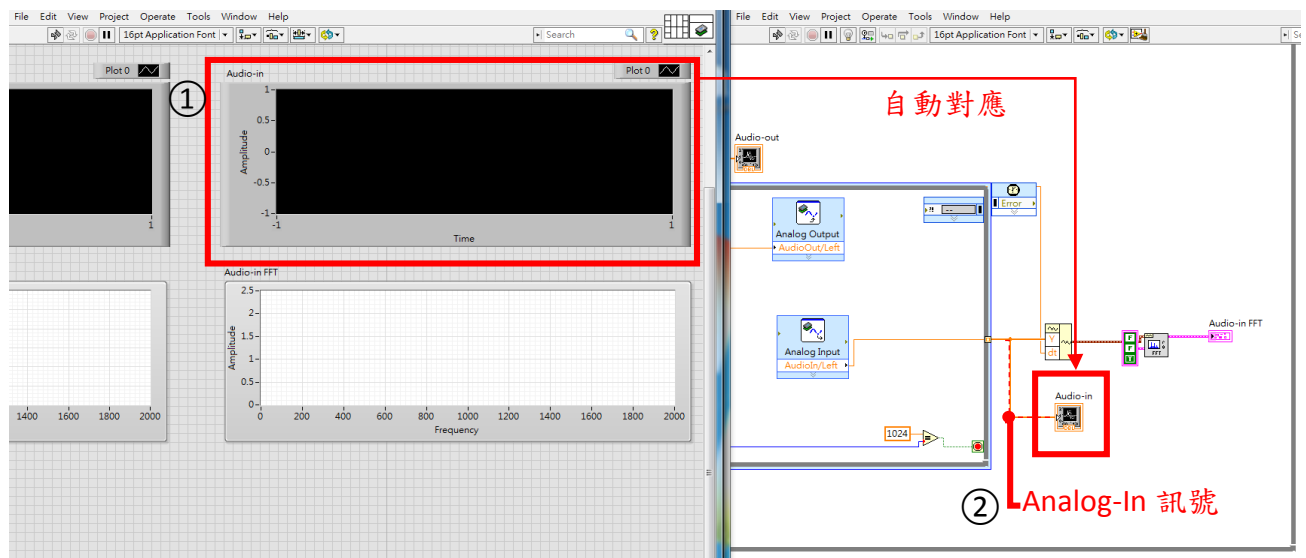 File Edit View Project Operate Tools Window Help
16pt Application Font
Search
?
Plot 0
1
1400 1600 1800 2000
①
Audio-in
Plot 0
Amplitude
1
0.5
0
-0.5
-1
-1
1
Time
Audio-in FFT
Amplitude
2.5
2
1.5
1
0.5
0
0 200 400 600 800 1000 1200 1400 1600 1800 2000
Frequency
File Edit View Project Operate Tools Window Help
16pt Application Font
自動對應
Audio-out
Error
Analog Output
AudioOut/Left
Analog Input
AudioIn/Left
Y
dt
F
F
T
FFT
Audio-in FFT
Audio-in
1024
②
Analog-In 訊號